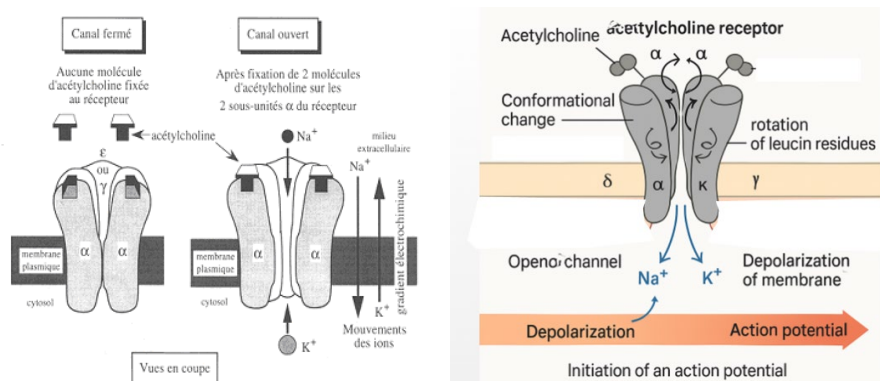 Canal fermé
Aucune molécule
d'acétylcholine fixée
au récepteur
Canal ouvert
Après fixation de 2 molécules
d'acétylcholine sur les
2 sous-unités α du récepteur
acétylcholine
Na⁺
milieu
extracellulaire
Na⁺
ε
ou
γ
α
α
α
α
membrane
plasmique
membrane
plasmique
cytosol
cytosol
gradient électrochimique
K⁺
K⁺
Mouvements
des ions
Vues en coupe
Acetylcholine
acettylcholine receptor
α
α
Conformational
change
rotation
of leucin residues
δ
α
κ
γ
Openoi channel
Na⁺
K⁺
Depolarization
of membrane
Depolarization
Action potential
Initiation of an action potential